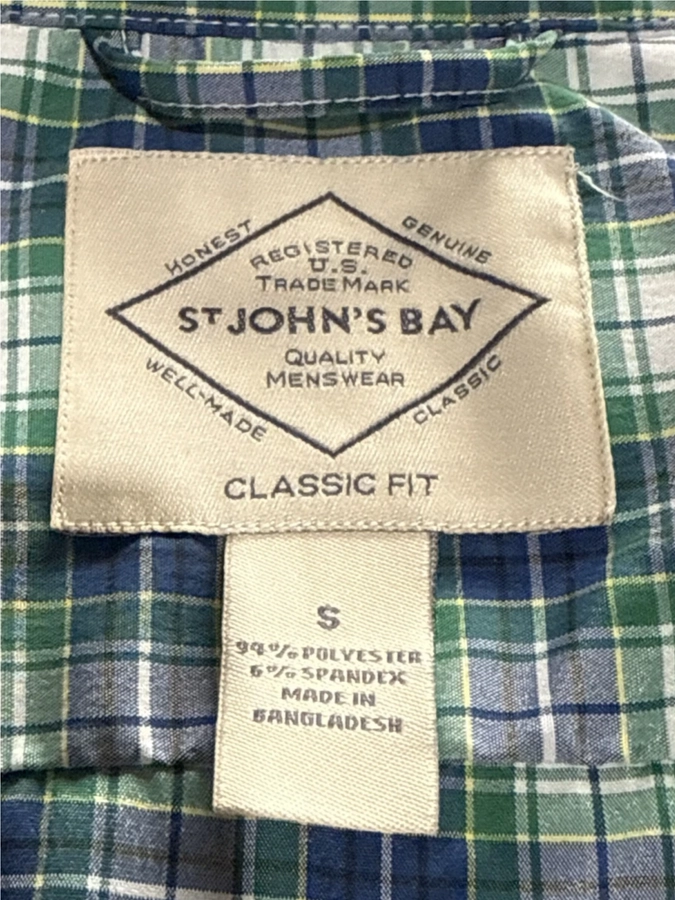 HONEST
GENUINE
REGISTERED
U.S.
TRADE MARK
ST JOHN'S BAY
QUALITY
MENSWEAR
WELL-MADE
CLASSIC
CLASSIC FIT
S
94% POLYESTER
6% SPANDEX
MADE IN
BANGLADESH